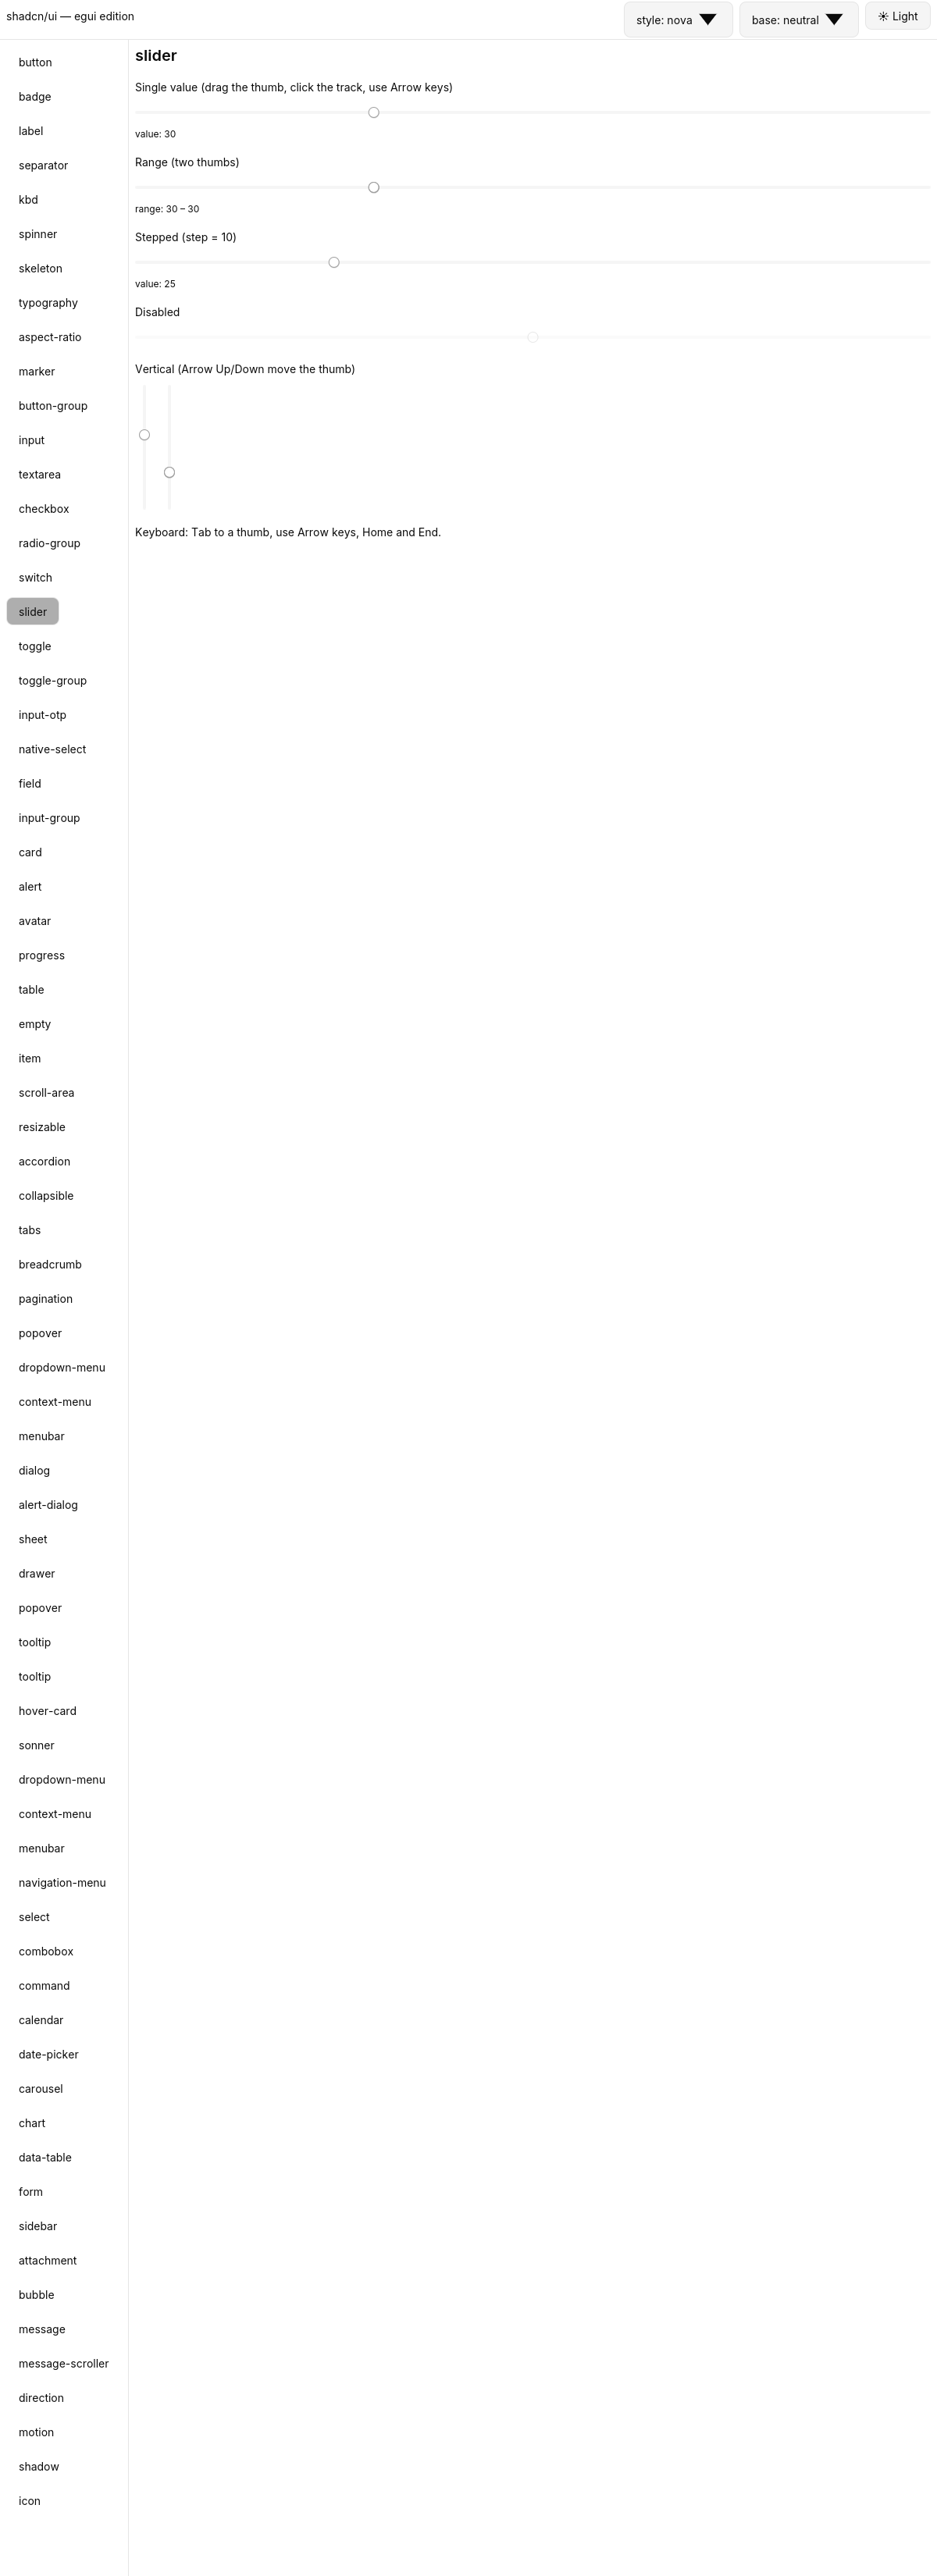 shadcn/ui — egui edition
style: nova
base: neutral
☀ Light
button
badge
label
separator
kbd
spinner
skeleton
typography
aspect-ratio
marker
button-group
input
textarea
checkbox
radio-group
switch
slider
toggle
toggle-group
input-otp
native-select
field
input-group
card
alert
avatar
progress
table
empty
item
scroll-area
resizable
accordion
collapsible
tabs
breadcrumb
pagination
popover
dropdown-menu
context-menu
menubar
dialog
alert-dialog
sheet
drawer
popover
tooltip
tooltip
hover-card
sonner
dropdown-menu
context-menu
menubar
navigation-menu
select
combobox
command
calendar
date-picker
carousel
chart
data-table
form
sidebar
attachment
bubble
message
message-scroller
direction
motion
shadow
icon
slider
Single value (drag the thumb, click the track, use Arrow keys)
value: 30
Range (two thumbs)
range: 30 – 30
Stepped (step = 10)
value: 25
Disabled
Vertical (Arrow Up/Down move the thumb)
Keyboard: Tab to a thumb, use Arrow keys, Home and End.